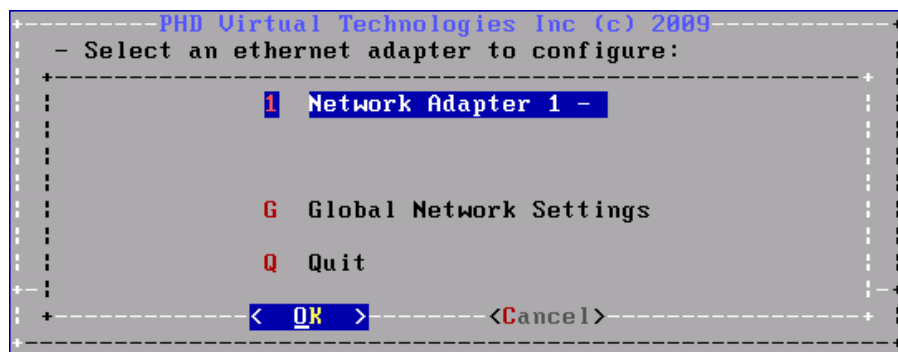 PHD Virtual Technologies Inc (c) 2009
- Select an ethernet adapter to configure:
1 Network Adapter 1 -
G Global Network Settings
Q Quit
< OK > <Cancel>